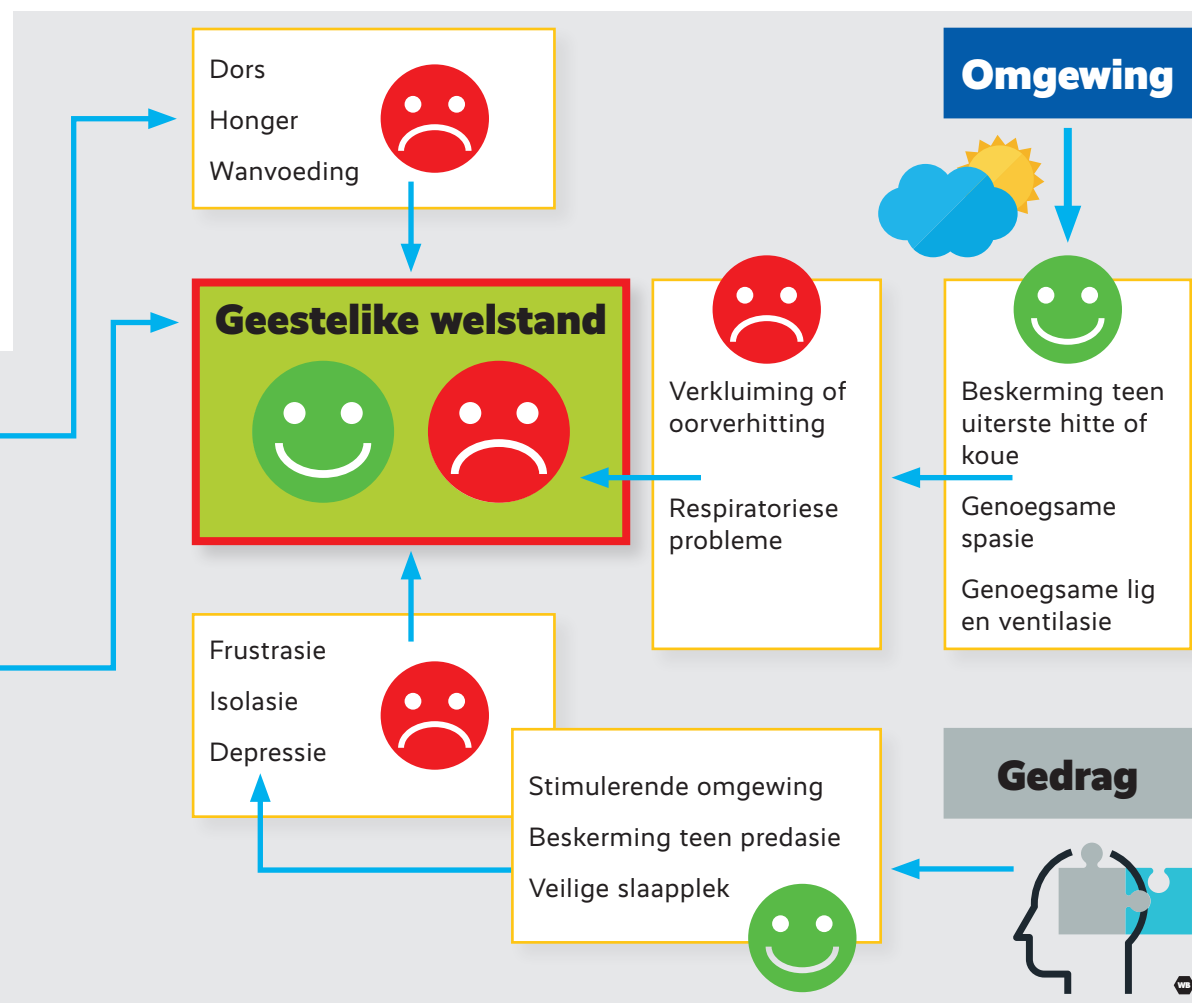 Dors
Honger
Wanvoeding
Omgewing
Geestelike welstand
Verkluiming of
oorverhitting
Respiratoriese
probleme
Beskerming teen
uiterste hitte of
koue
Genoegsame
spasie
Genoegsame lig
en ventilasie
Frustrasie
Isolasie
Depressie
Stimulerende omgewing
Beskerming teen predasie
Veilige slaapplek
Gedrag
WB